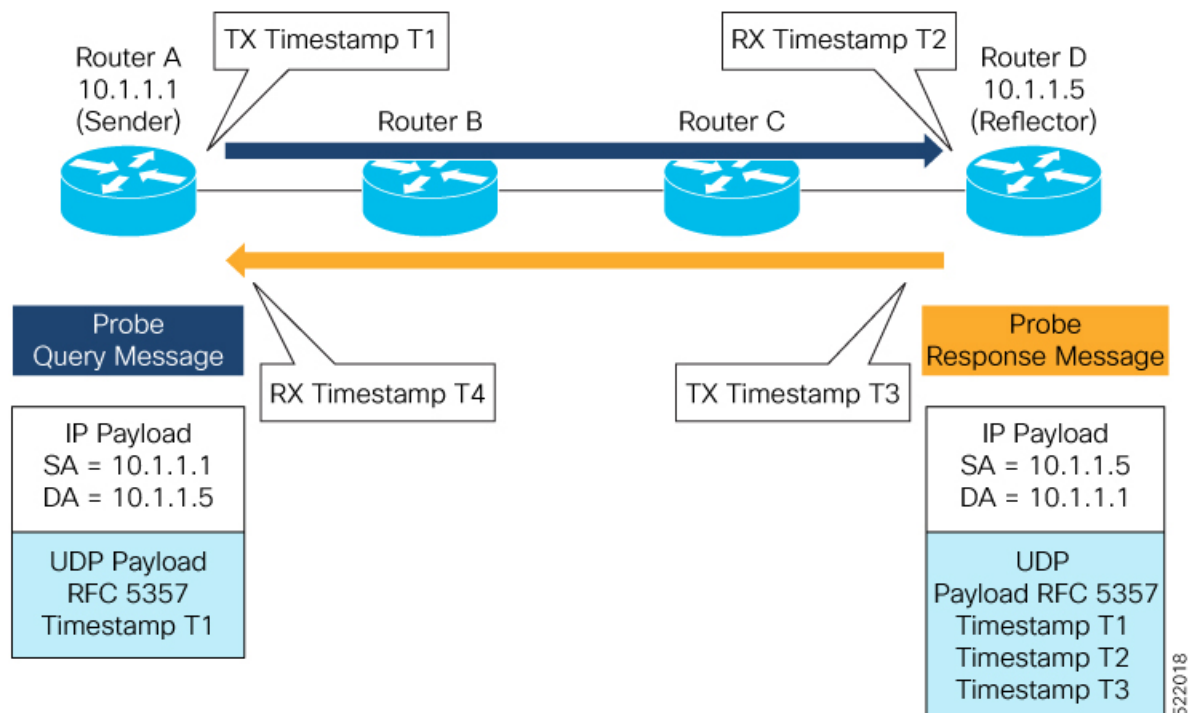 TX Timestamp T1
RX Timestamp T2
Router A
10.1.1.1
(Sender)
Router B
Router C
Router D
10.1.1.5
(Reflector)
Probe
Query Message
RX Timestamp T4
TX Timestamp T3
Probe
Response Message
IP Payload
SA = 10.1.1.1
DA = 10.1.1.5
UDP Payload
RFC 5357
Timestamp T1
IP Payload
SA = 10.1.1.5
DA = 10.1.1.1
UDP
Payload RFC 5357
Timestamp T1
Timestamp T2
Timestamp T3
522018